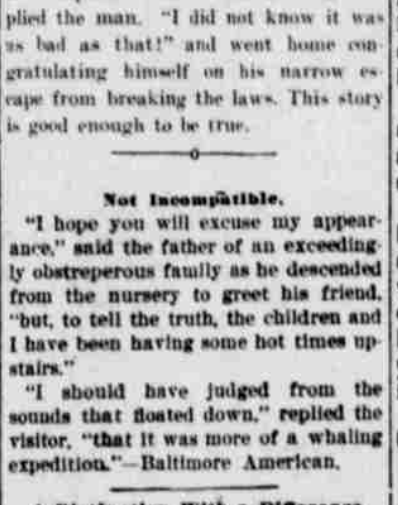 plied the man. "I did not know it was
as bad as that!" and went home con-
gratulating himself on his narrow es-
cape from breaking the laws. This story
is good enough to be true.
Not Incompatible.
"I hope you will excuse my appear-
ance," said the father of an exceeding-
ly obstreperous family as he descended
from the nursery to greet his friend,
"but, to tell the truth, the children and
I have been having some hot times up-
stairs."
"I should have judged from the
sounds that floated down," replied the
visitor, "that it was more of a whaling
expedition."—Baltimore American.
A Distinction With a Difference